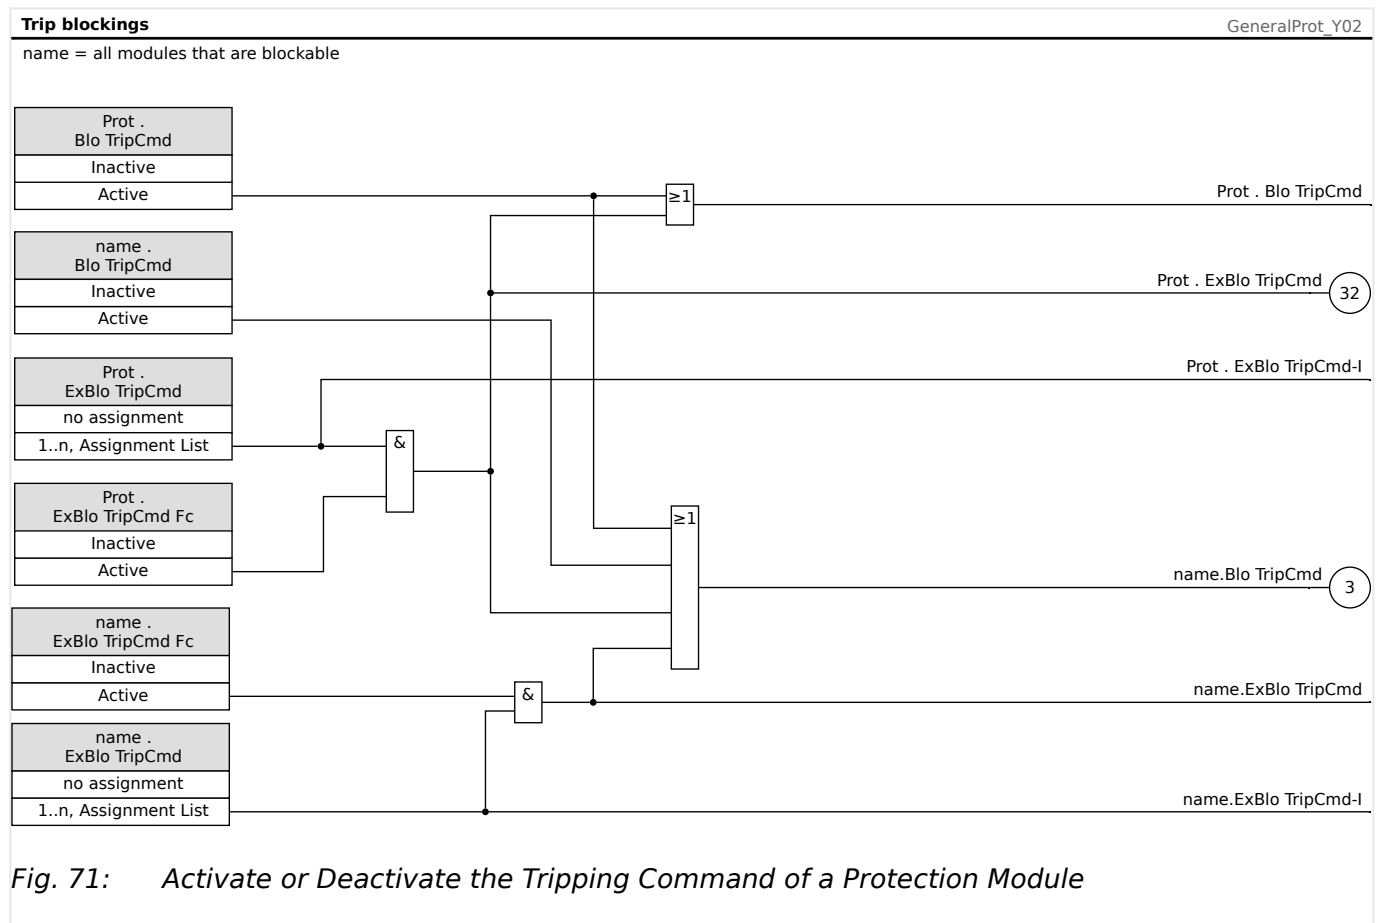 Trip blockings
GeneralProt_Y02
name = all modules that are blockable
Prot .
Blo TripCmd
Inactive
Active
≥1
Prot . Blo TripCmd
name .
Blo TripCmd
Inactive
Active
Prot . ExBlo TripCmd
32
Prot .
ExBlo TripCmd
no assignment
1..n, Assignment List
&
Prot . ExBlo TripCmd-I
Prot .
ExBlo TripCmd Fc
Inactive
Active
≥1
name.Blo TripCmd
3
name .
ExBlo TripCmd Fc
Inactive
Active
&
name.ExBlo TripCmd
name .
ExBlo TripCmd
no assignment
1..n, Assignment List
name.ExBlo TripCmd-I
Fig. 71: Activate or Deactivate the Tripping Command of a Protection Module